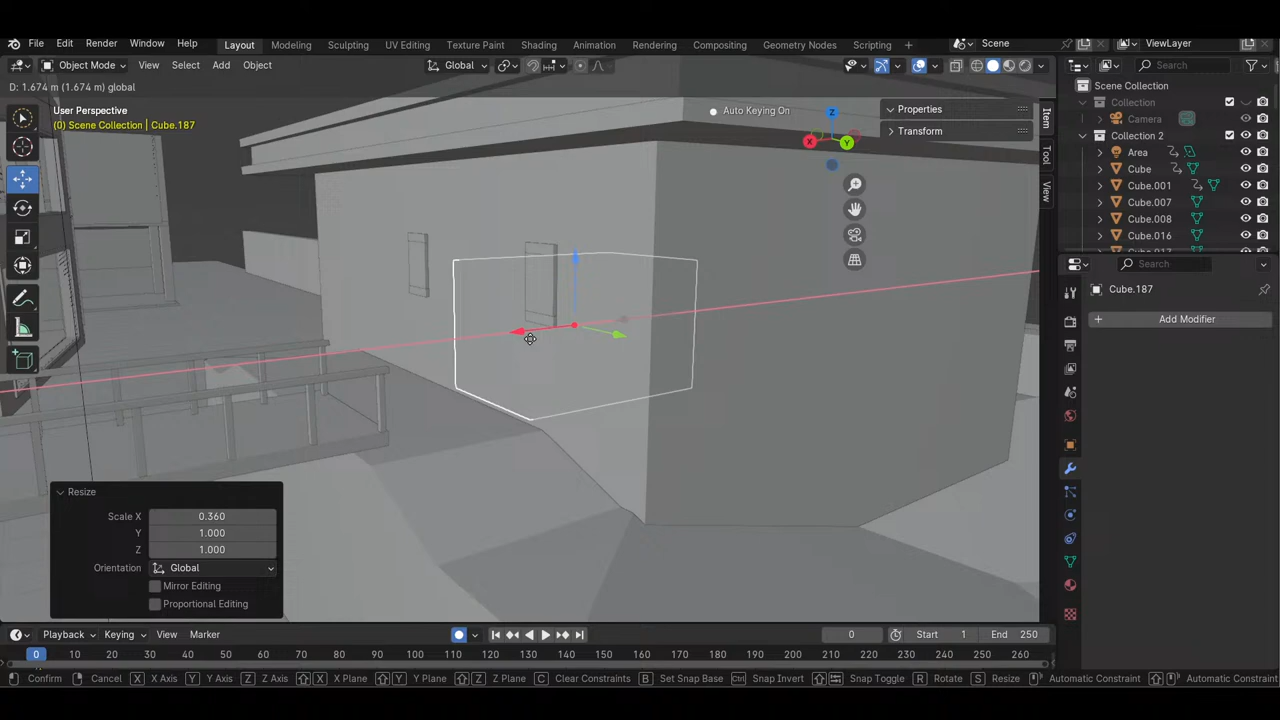 File Edit Render Window Help Layout Modeling Sculpting UV Editing Texture Paint Shading Animation Rendering Compositing Geometry Nodes Scripting + Scene ViewLayer
Object Mode View Select Add Object Global Search
D: 1.674 m (1.674 m) global
User Perspective
(0) Scene Collection | Cube.187
Auto Keying On
Z
X
Y
Properties
Transform
Item
Tool
View
Scene Collection
Collection
Camera
Collection 2
Area
Cube
Cube.001
Cube.007
Cube.008
Cube.016
Search
Cube.187
+ Add Modifier
Resize
Scale X 0.360
Y 1.000
Z 1.000
Orientation Global
Mirror Editing
Proportional Editing
Playback Keying View Marker 0 Start 1 End 250
0 10 20 30 40 50 60 70 80 90 100 110 120 130 140 150 160 170 180 190 200 210 220 230 240 250 260
Confirm Cancel X X Axis Y Y Axis Z Z Axis X X Plane Y Y Plane Z Z Plane C Clear Constraints B Set Snap Base Ctrl Snap Invert Snap Toggle R Rotate S Resize Automatic Constraint Automatic Constraint